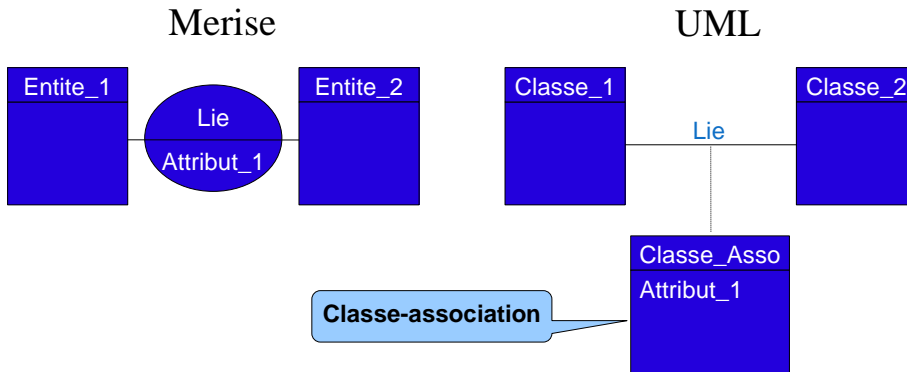 Merise
UML
Entite_1
Lie
Attribut_1
Entite_2
Classe_1
Lie
Classe_2
Classe_Asso
Attribut_1
Classe-association